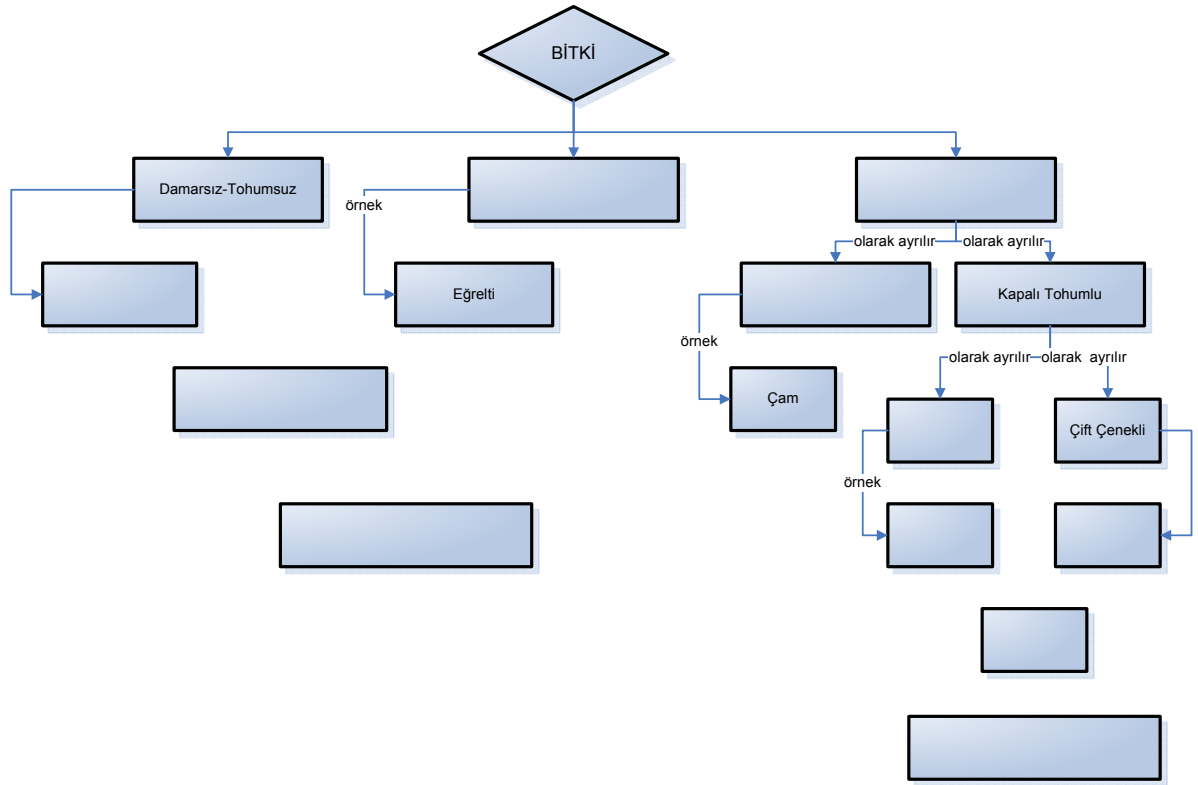 BİTKİ
Damarsız-Tohumsuz
örnek
olarak ayrılır
olarak ayrılır
Eğrelti
Kapalı Tohumlu
örnek
olarak ayrılır
olarak ayrılır
Çam
Çift Çenekli
örnek